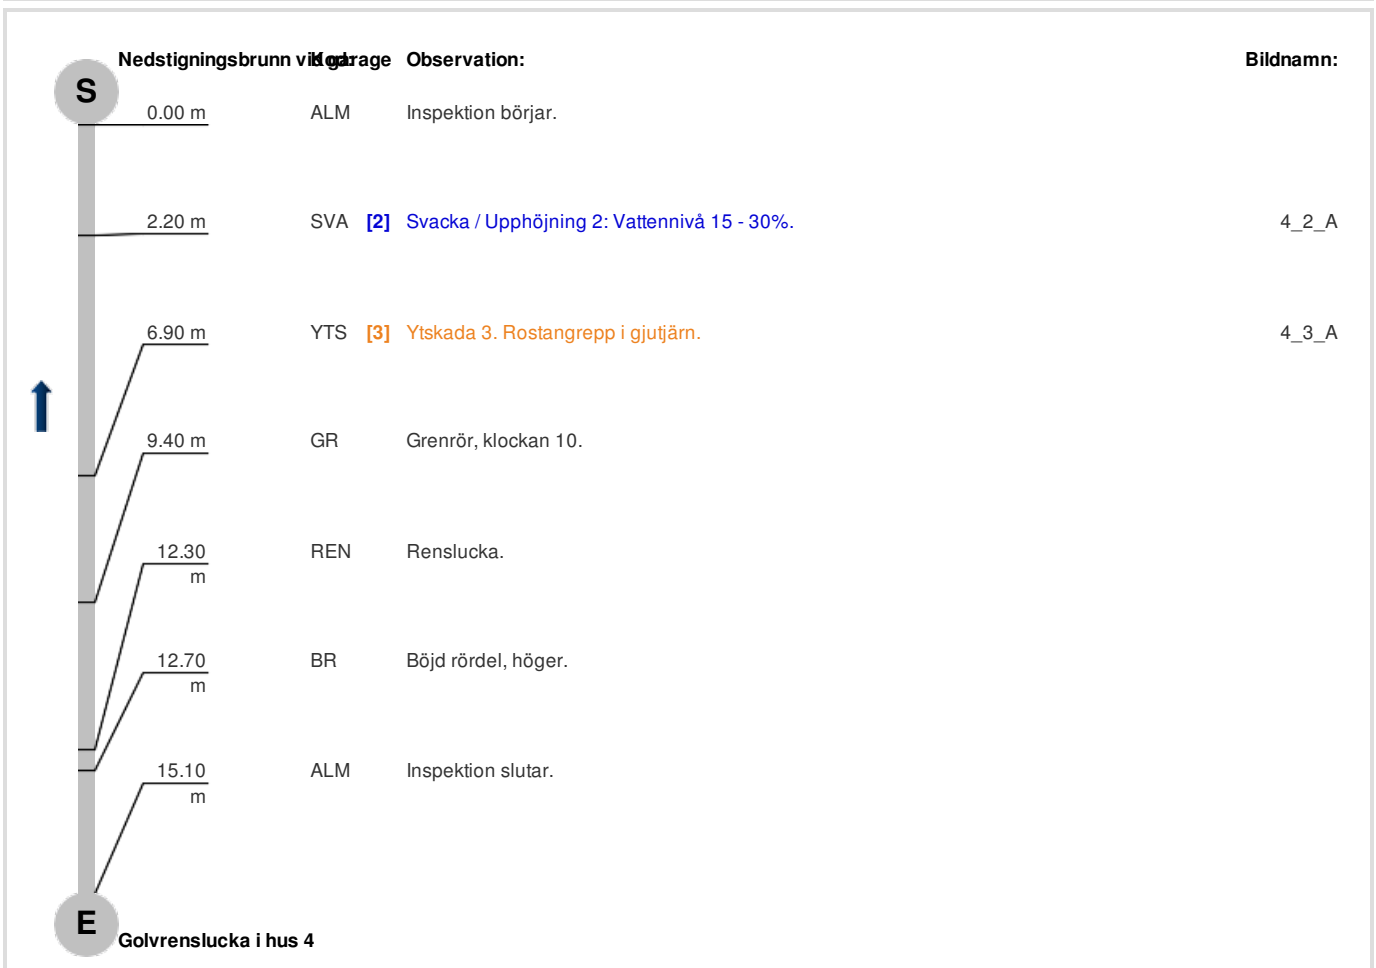 Nedstigningsbrunn vid garage Kod: Observation: Bildnamn:
S
0.00 m ALM Inspektion börjar.
2.20 m SVA [2] Svacka / Upphöjning 2: Vattennivå 15 - 30%. 4_2_A
6.90 m YTS [3] Ytskada 3. Rostangrepp i gjutjärn. 4_3_A
9.40 m GR Grenrör, klockan 10.
12.30 REN Renslucka.
m
12.70 BR Böjd rördel, höger.
m
15.10 ALM Inspektion slutar.
m
E
Golvrenslucka i hus 4